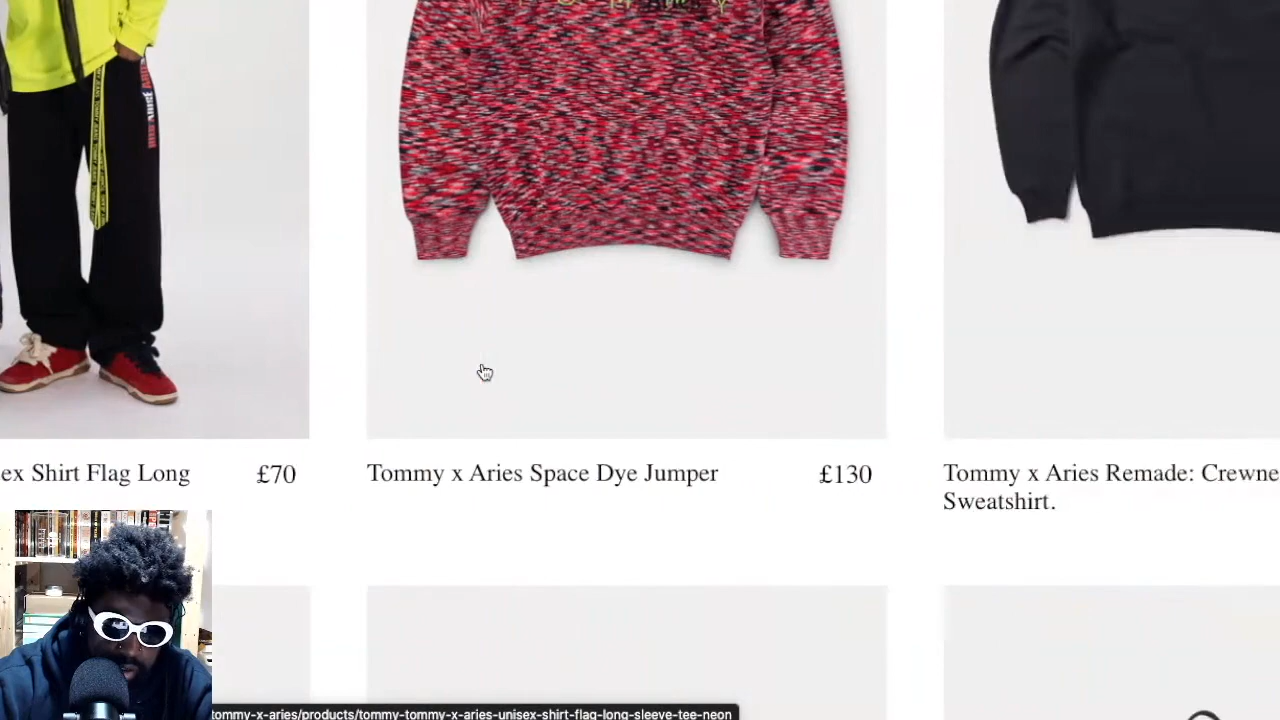 ex Shirt Flag Long
£70
Tommy x Aries Space Dye Jumper
£130
Tommy x Aries Remade: Crewne
Sweatshirt.
tommy-x-aries/products/tommy-tommy-x-aries-unisex-shirt-flag-long-sleeve-tee-neon